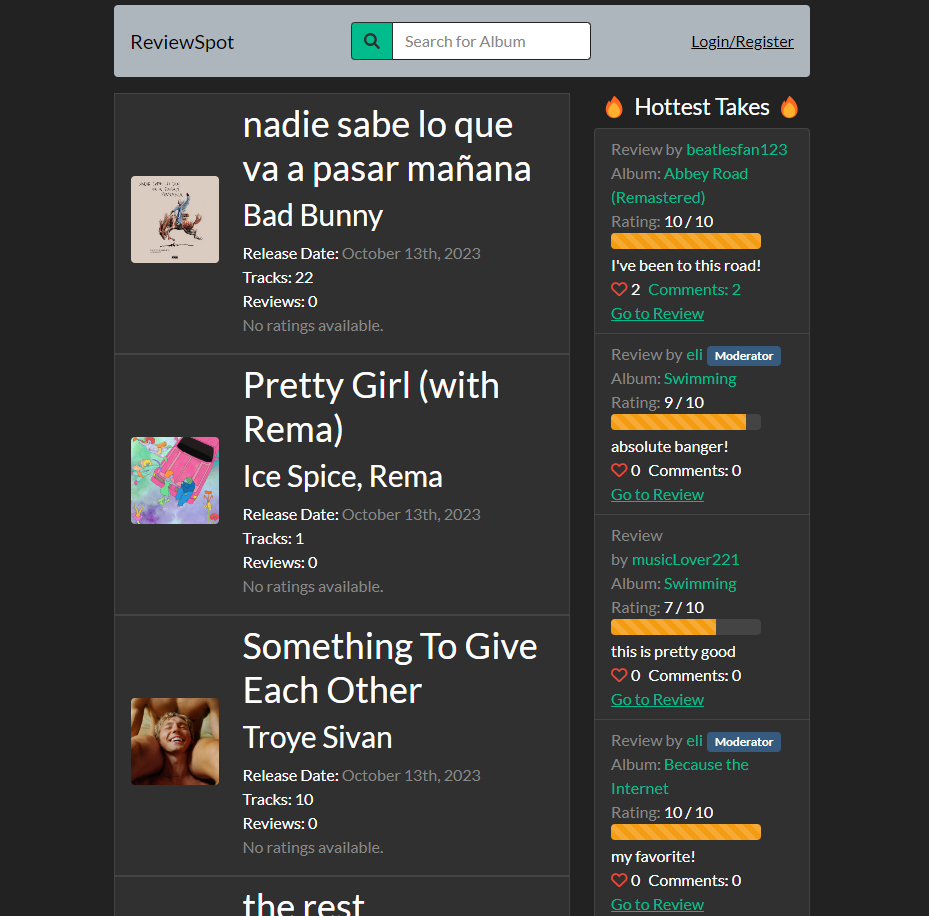 ReviewSpot
Search for Album
Login/Register
nadie sabe lo que
va a pasar mañana
Bad Bunny
Release Date: October 13th, 2023
Tracks: 22
Reviews: 0
No ratings available.
Pretty Girl (with
Rema)
Ice Spice, Rema
Release Date: October 13th, 2023
Tracks: 1
Reviews: 0
No ratings available.
Something To Give
Each Other
Troye Sivan
Release Date: October 13th, 2023
Tracks: 10
Reviews: 0
No ratings available.
the rest
🔥 Hottest Takes 🔥
Review by beatlesfan123
Album: Abbey Road
(Remastered)
Rating: 10 / 10
I've been to this road!
2 Comments: 2
Go to Review
Review by eli Moderator
Album: Swimming
Rating: 9 / 10
absolute banger!
0 Comments: 0
Go to Review
Review
by musicLover221
Album: Swimming
Rating: 7 / 10
this is pretty good
0 Comments: 0
Go to Review
Review by eli Moderator
Album: Because the
Internet
Rating: 10 / 10
my favorite!
0 Comments: 0
Go to Review